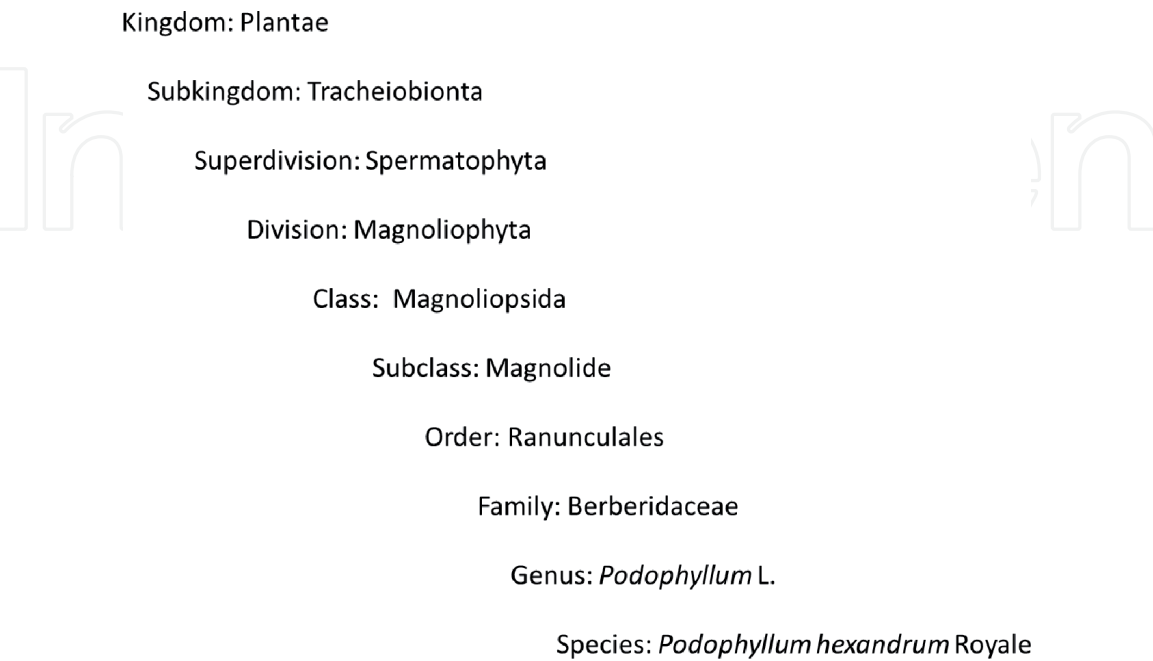 Kingdom: Plantae
Subkingdom: Tracheiobionta
Superdivision: Spermatophyta
Division: Magnoliophyta
Class: Magnoliopsida
Subclass: Magnolide
Order: Ranunculales
Family: Berberidaceae
Genus: Podophyllum L.
Species: Podophyllum hexandrum Royale